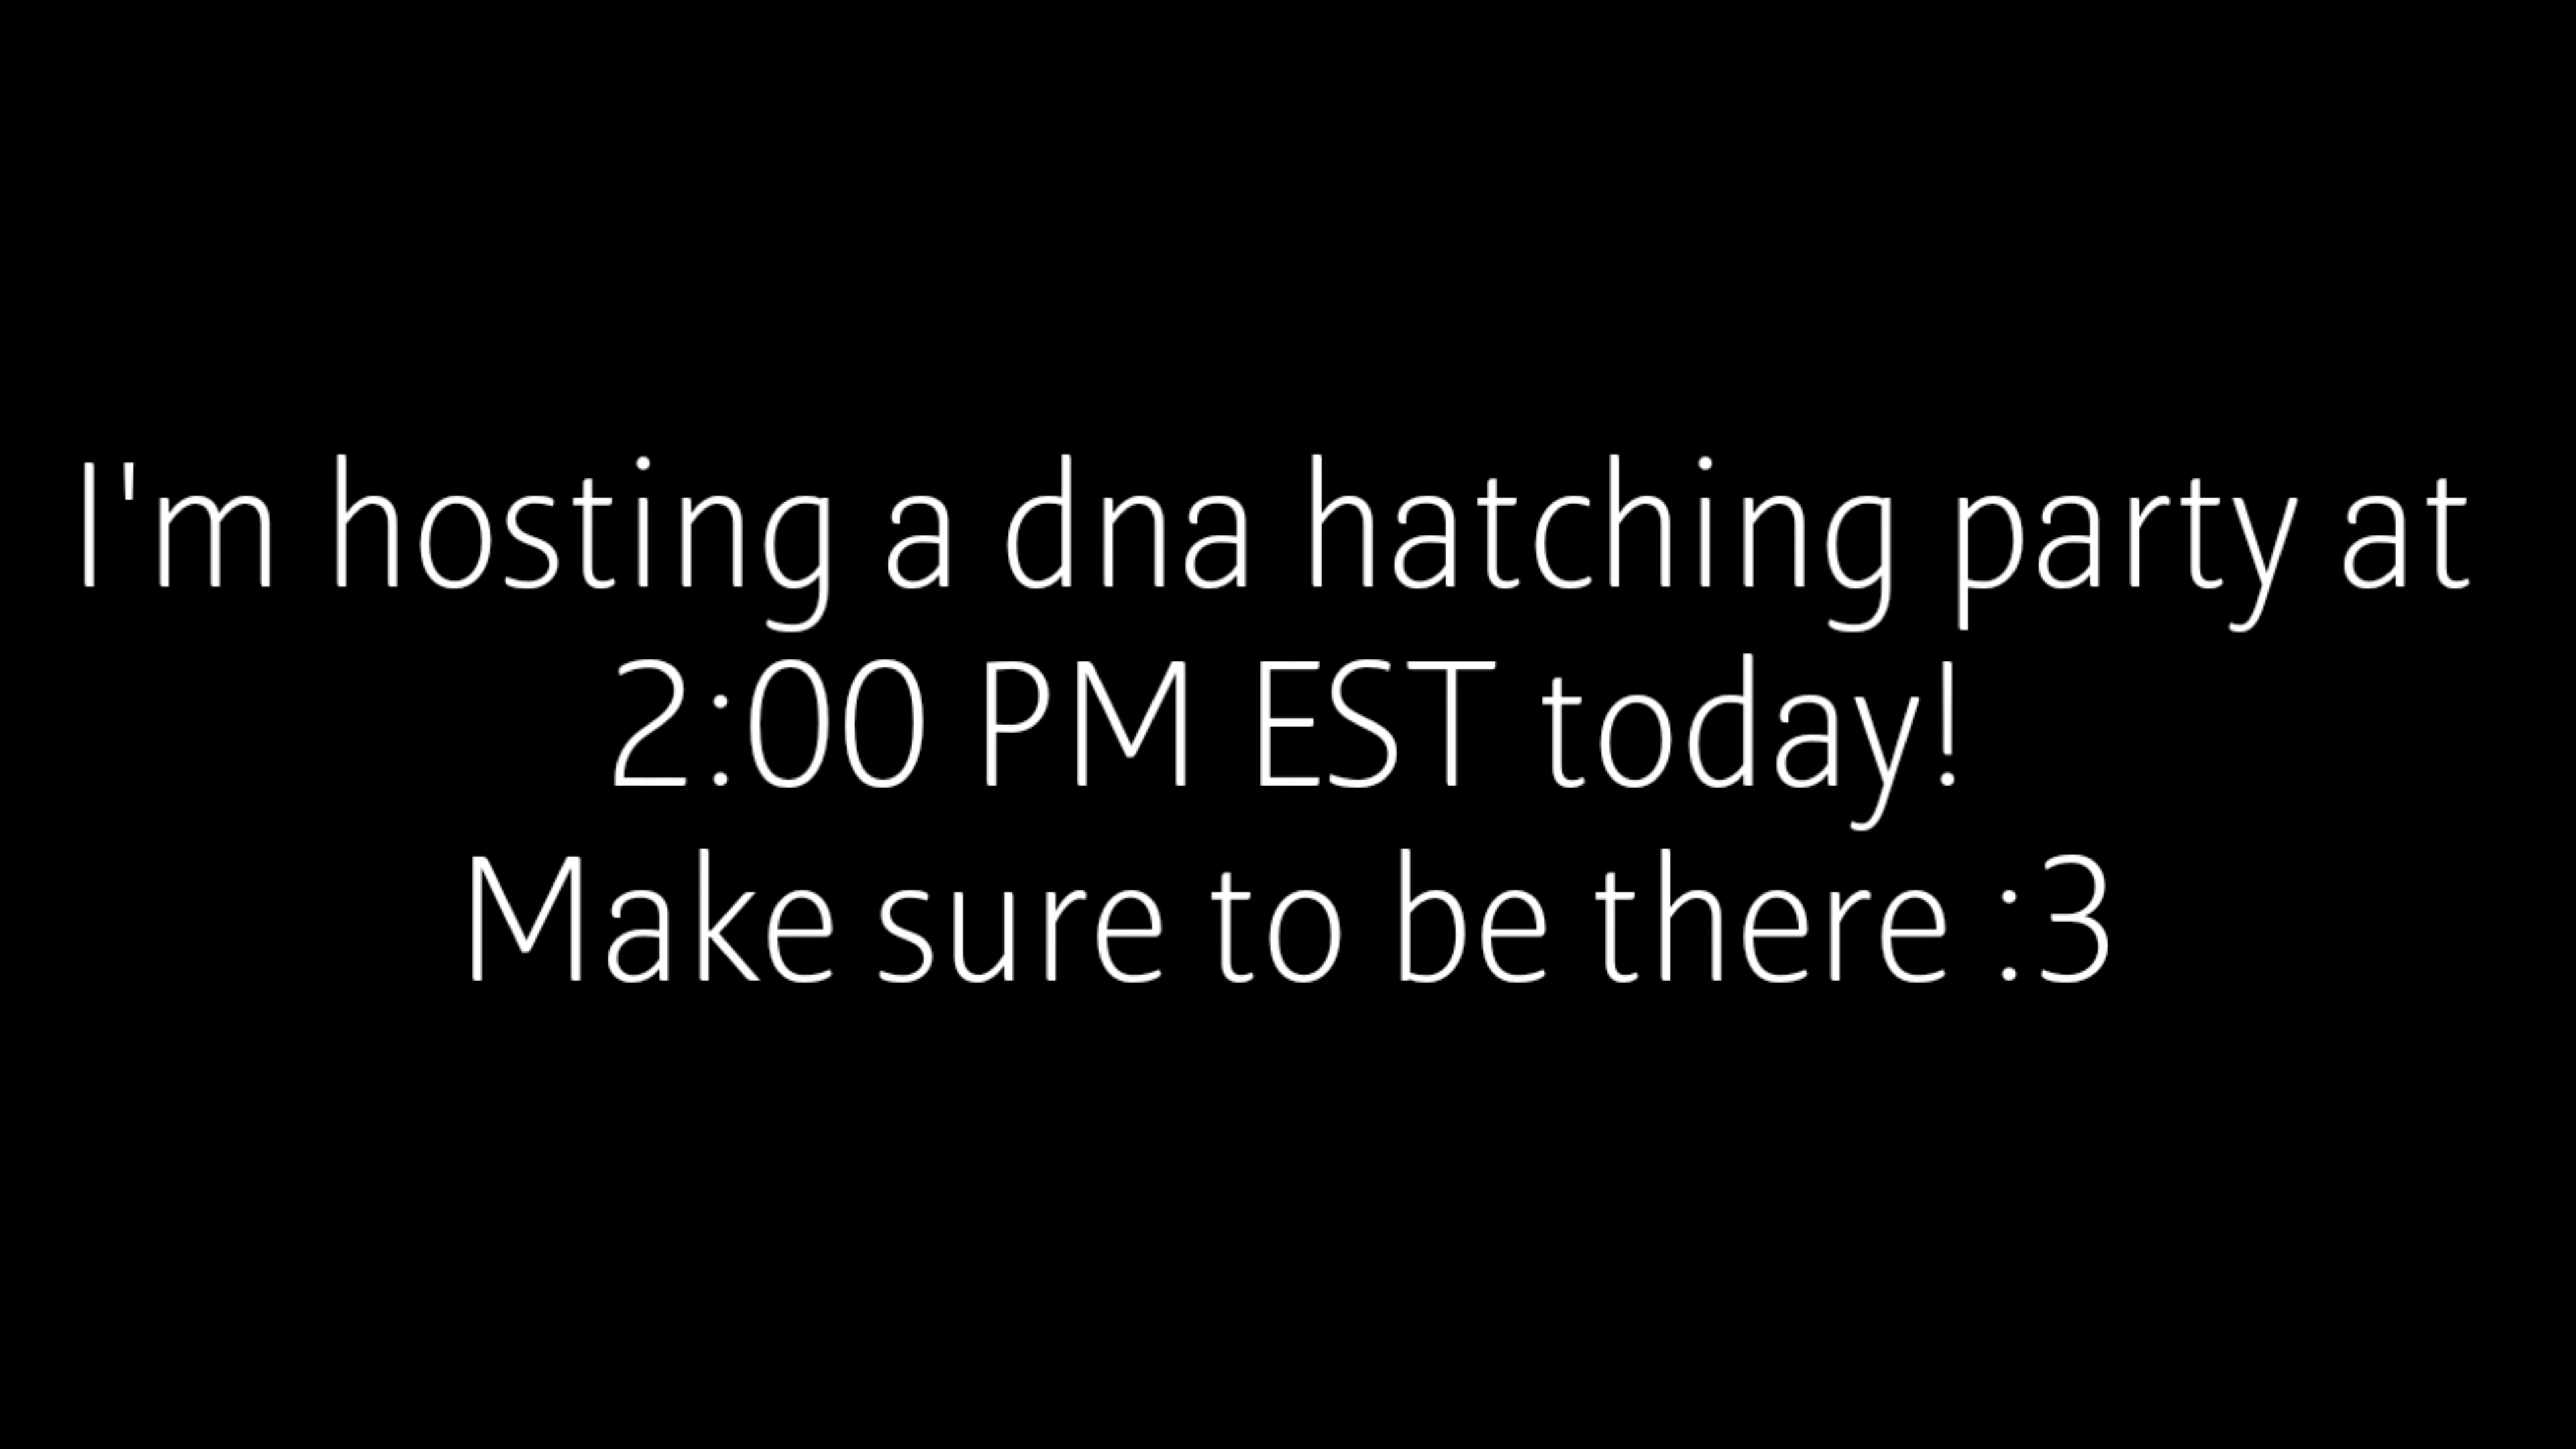 I'm hosting a dna hatching party at
2:00 PM EST today!
Make sure to be there :3